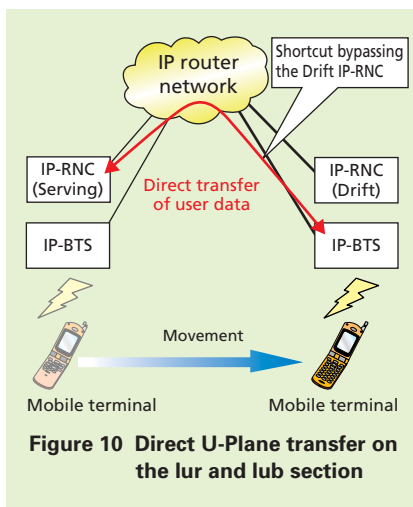 Shortcut bypassing
the Drift IP-RNC
IP router
network
IP-RNC
(Serving)
IP-RNC
(Drift)
Direct transfer
of user data
IP-BTS
IP-BTS
Movement
Mobile terminal
Mobile terminal
Figure 10 Direct U-Plane transfer on
the lur and lub section